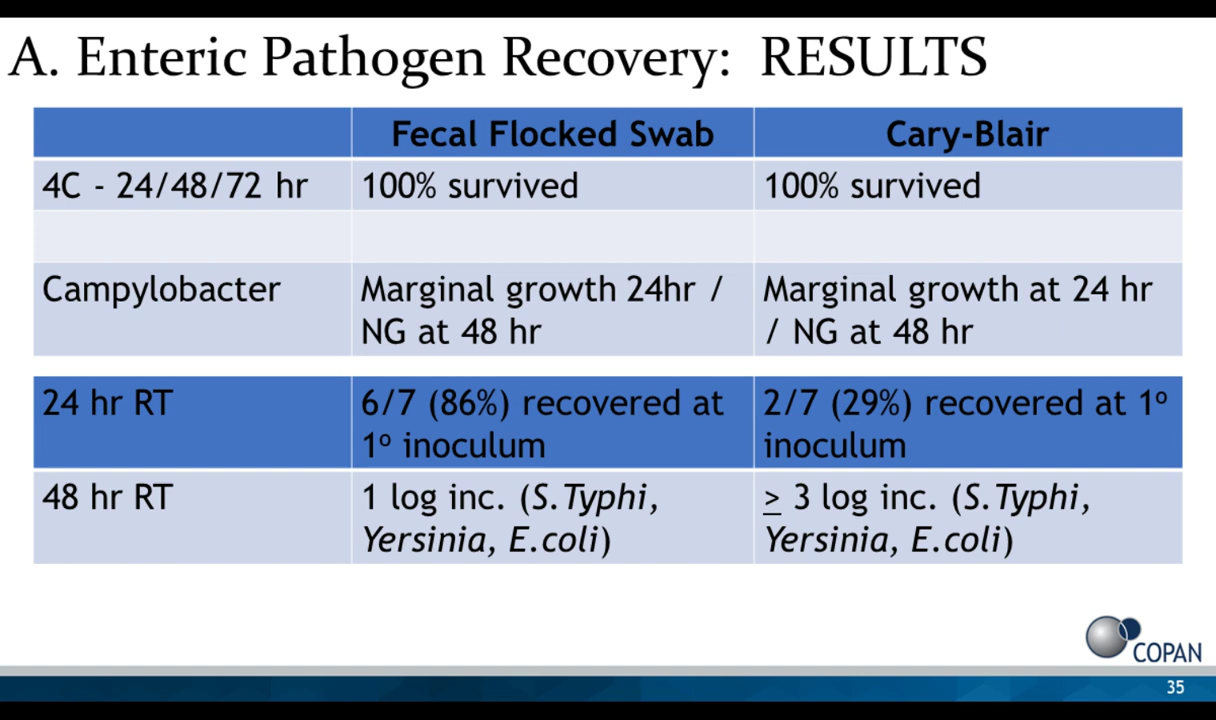 A. Enteric Pathogen Recovery: RESULTS
Fecal Flocked Swab
Cary-Blair
4C - 24/48/72 hr
100% survived
100% survived
Campylobacter
Marginal growth 24hr /
NG at 48 hr
Marginal growth at 24 hr
/ NG at 48 hr
24 hr RT
6/7 (86%) recovered at
1º inoculum
2/7 (29%) recovered at 1º
inoculum
48 hr RT
1 log inc. (S.Typhi,
Yersinia, E.coli)
≥ 3 log inc. (S.Typhi,
Yersinia, E.coli)
COPAN
35